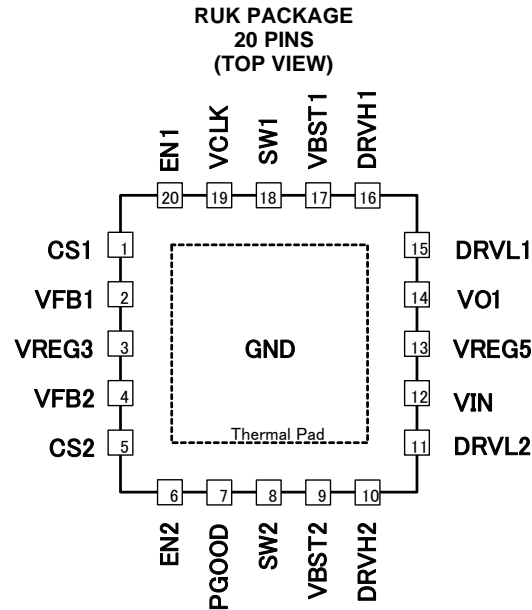 RUK PACKAGE
20 PINS
(TOP VIEW)
EN1
VCLK
SW1
VBST1
DRVH1
20
19
18
17
16
CS1
1
15
DRVL1
VFB1
2
14
VO1
VREG3
3
GND
13
VREG5
VFB2
4
12
VIN
CS2
5
Thermal Pad
11
DRVL2
6
7
8
9
10
EN2
PGOOD
SW2
VBST2
DRVH2